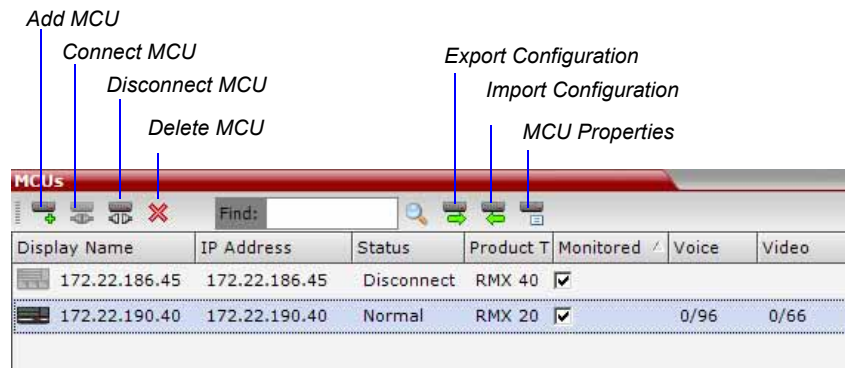 Add MCU
Connect MCU
Export Configuration
Disconnect MCU
Import Configuration
Delete MCU
MCU Properties
MCUs
Find:
Display Name IP Address Status Product T Monitored Voice Video
172.22.186.45 172.22.186.45 Disconnect RMX 40
172.22.190.40 172.22.190.40 Normal RMX 20 0/96 0/66